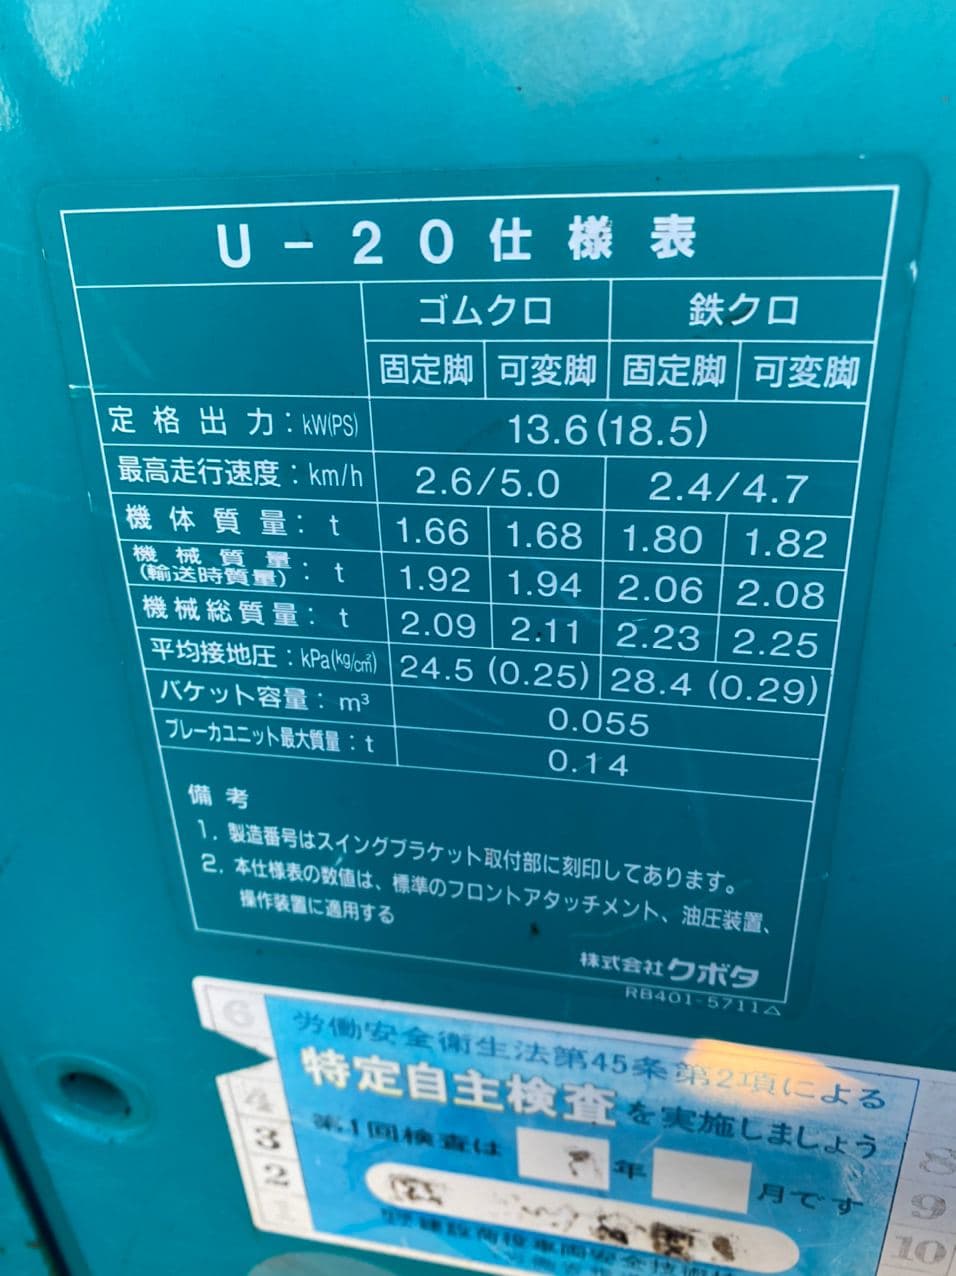 U－20仕様表
ゴムクロ 鉄クロ
固定脚 可変脚 固定脚 可変脚
定格出力：kW(PS) 13.6(18.5)
最高走行速度：km/h 2.6/5.0 2.4/4.7
機体質量：t 1.66 1.68 1.80 1.82
機械質量
(輸送時質量)：t 1.92 1.94 2.06 2.08
機械総質量：t 2.09 2.11 2.23 2.25
平均接地圧：kPa(kg/cm²) 24.5 (0.25) 28.4 (0.29)
バケット容量：m³ 0.055
ブレーカユニット最大質量：t 0.14
備考
1. 製造番号はスイングブラケット取付部に刻印してあります。
2. 本仕様表の数値は、標準のフロントアタッチメント、油圧装置、
操作装置に適用する
株式会社クボタ
RB401-5711△
労働安全衛生法第45条第2項による
特定自主検査を実施しましょう
第1回検査は 年 月です
6
4
3
2
1
8
9
10